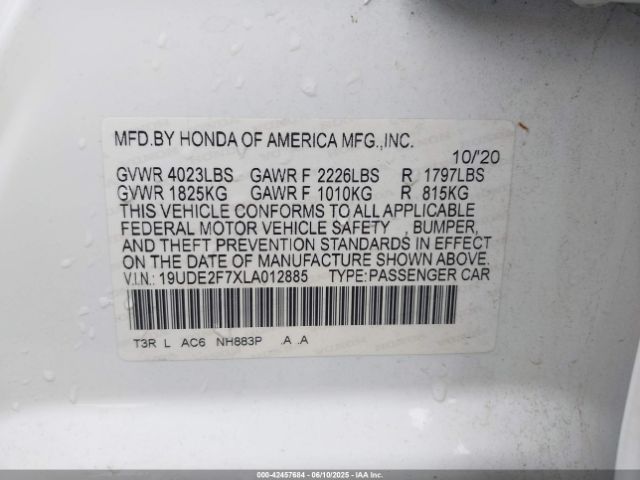 MFD.BY HONDA OF AMERICA MFG.,INC.
10/'20
GVWR 4023LBS GAWR F 2226LBS R 1797LBS
GVWR 1825KG GAWR F 1010KG R 815KG
THIS VEHICLE CONFORMS TO ALL APPLICABLE
FEDERAL MOTOR VEHICLE SAFETY , BUMPER,
AND THEFT PREVENTION STANDARDS IN EFFECT
ON THE DATE OF MANUFACTURE SHOWN ABOVE.
V.I.N.: 19UDE2F7XLA012885 TYPE:PASSENGER CAR
T3R L AC6 NH883P .A .A
000-42457684 - 06/10/2025 - IAAI.COM